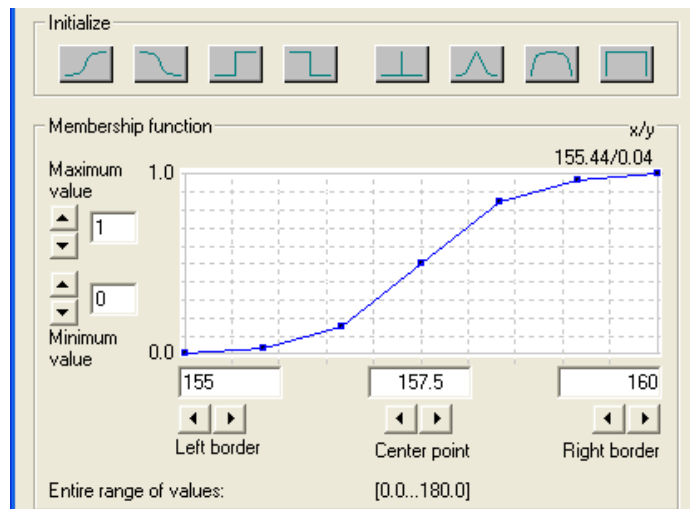 Initialize
Membership function
x/y
155.44/0.04
Maximum
value
1.0
1
0
Minimum
value
0.0
155 157.5 160
Left border Center point Right border
Entire range of values: [0.0...180.0]